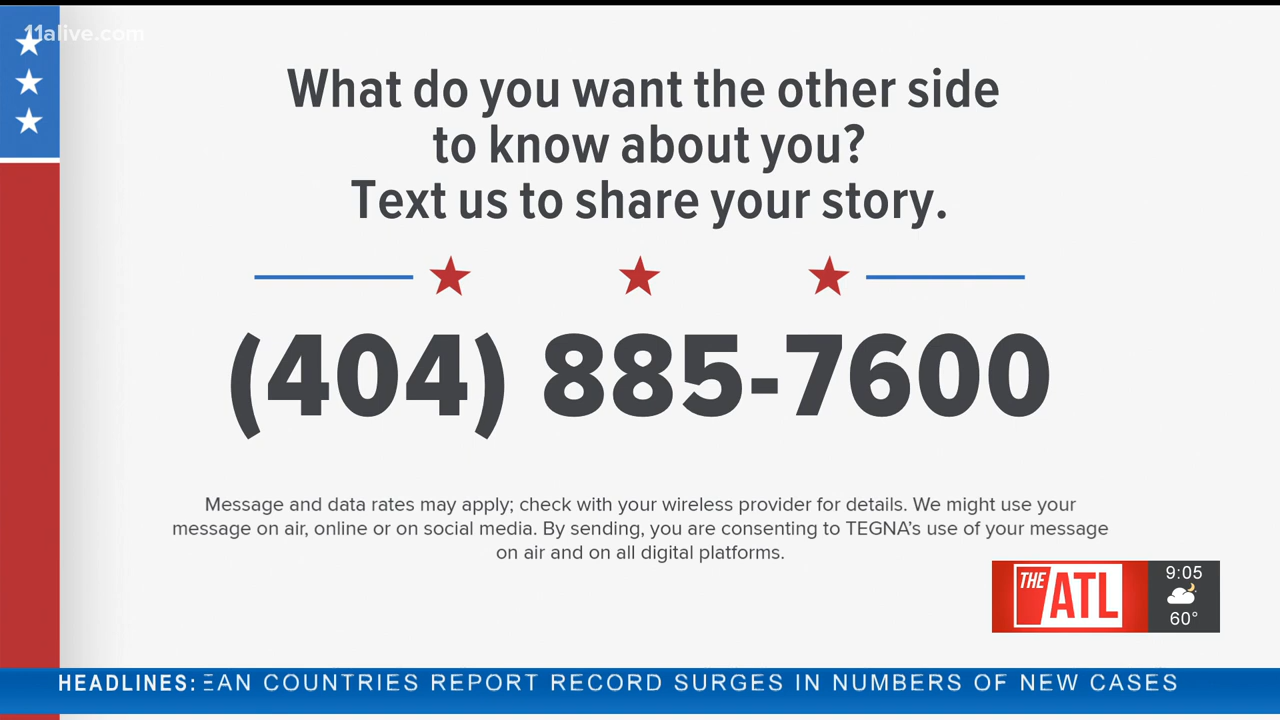 11alive.com
What do you want the other side
to know about you?
Text us to share your story.
(404) 885-7600
Message and data rates may apply; check with your wireless provider for details. We might use your
message on air, online or on social media. By sending, you are consenting to TEGNA's use of your message
on air and on all digital platforms.
THE ATL
9:05
60°
HEADLINES: EAN COUNTRIES REPORT RECORD SURGES IN NUMBERS OF NEW CASES